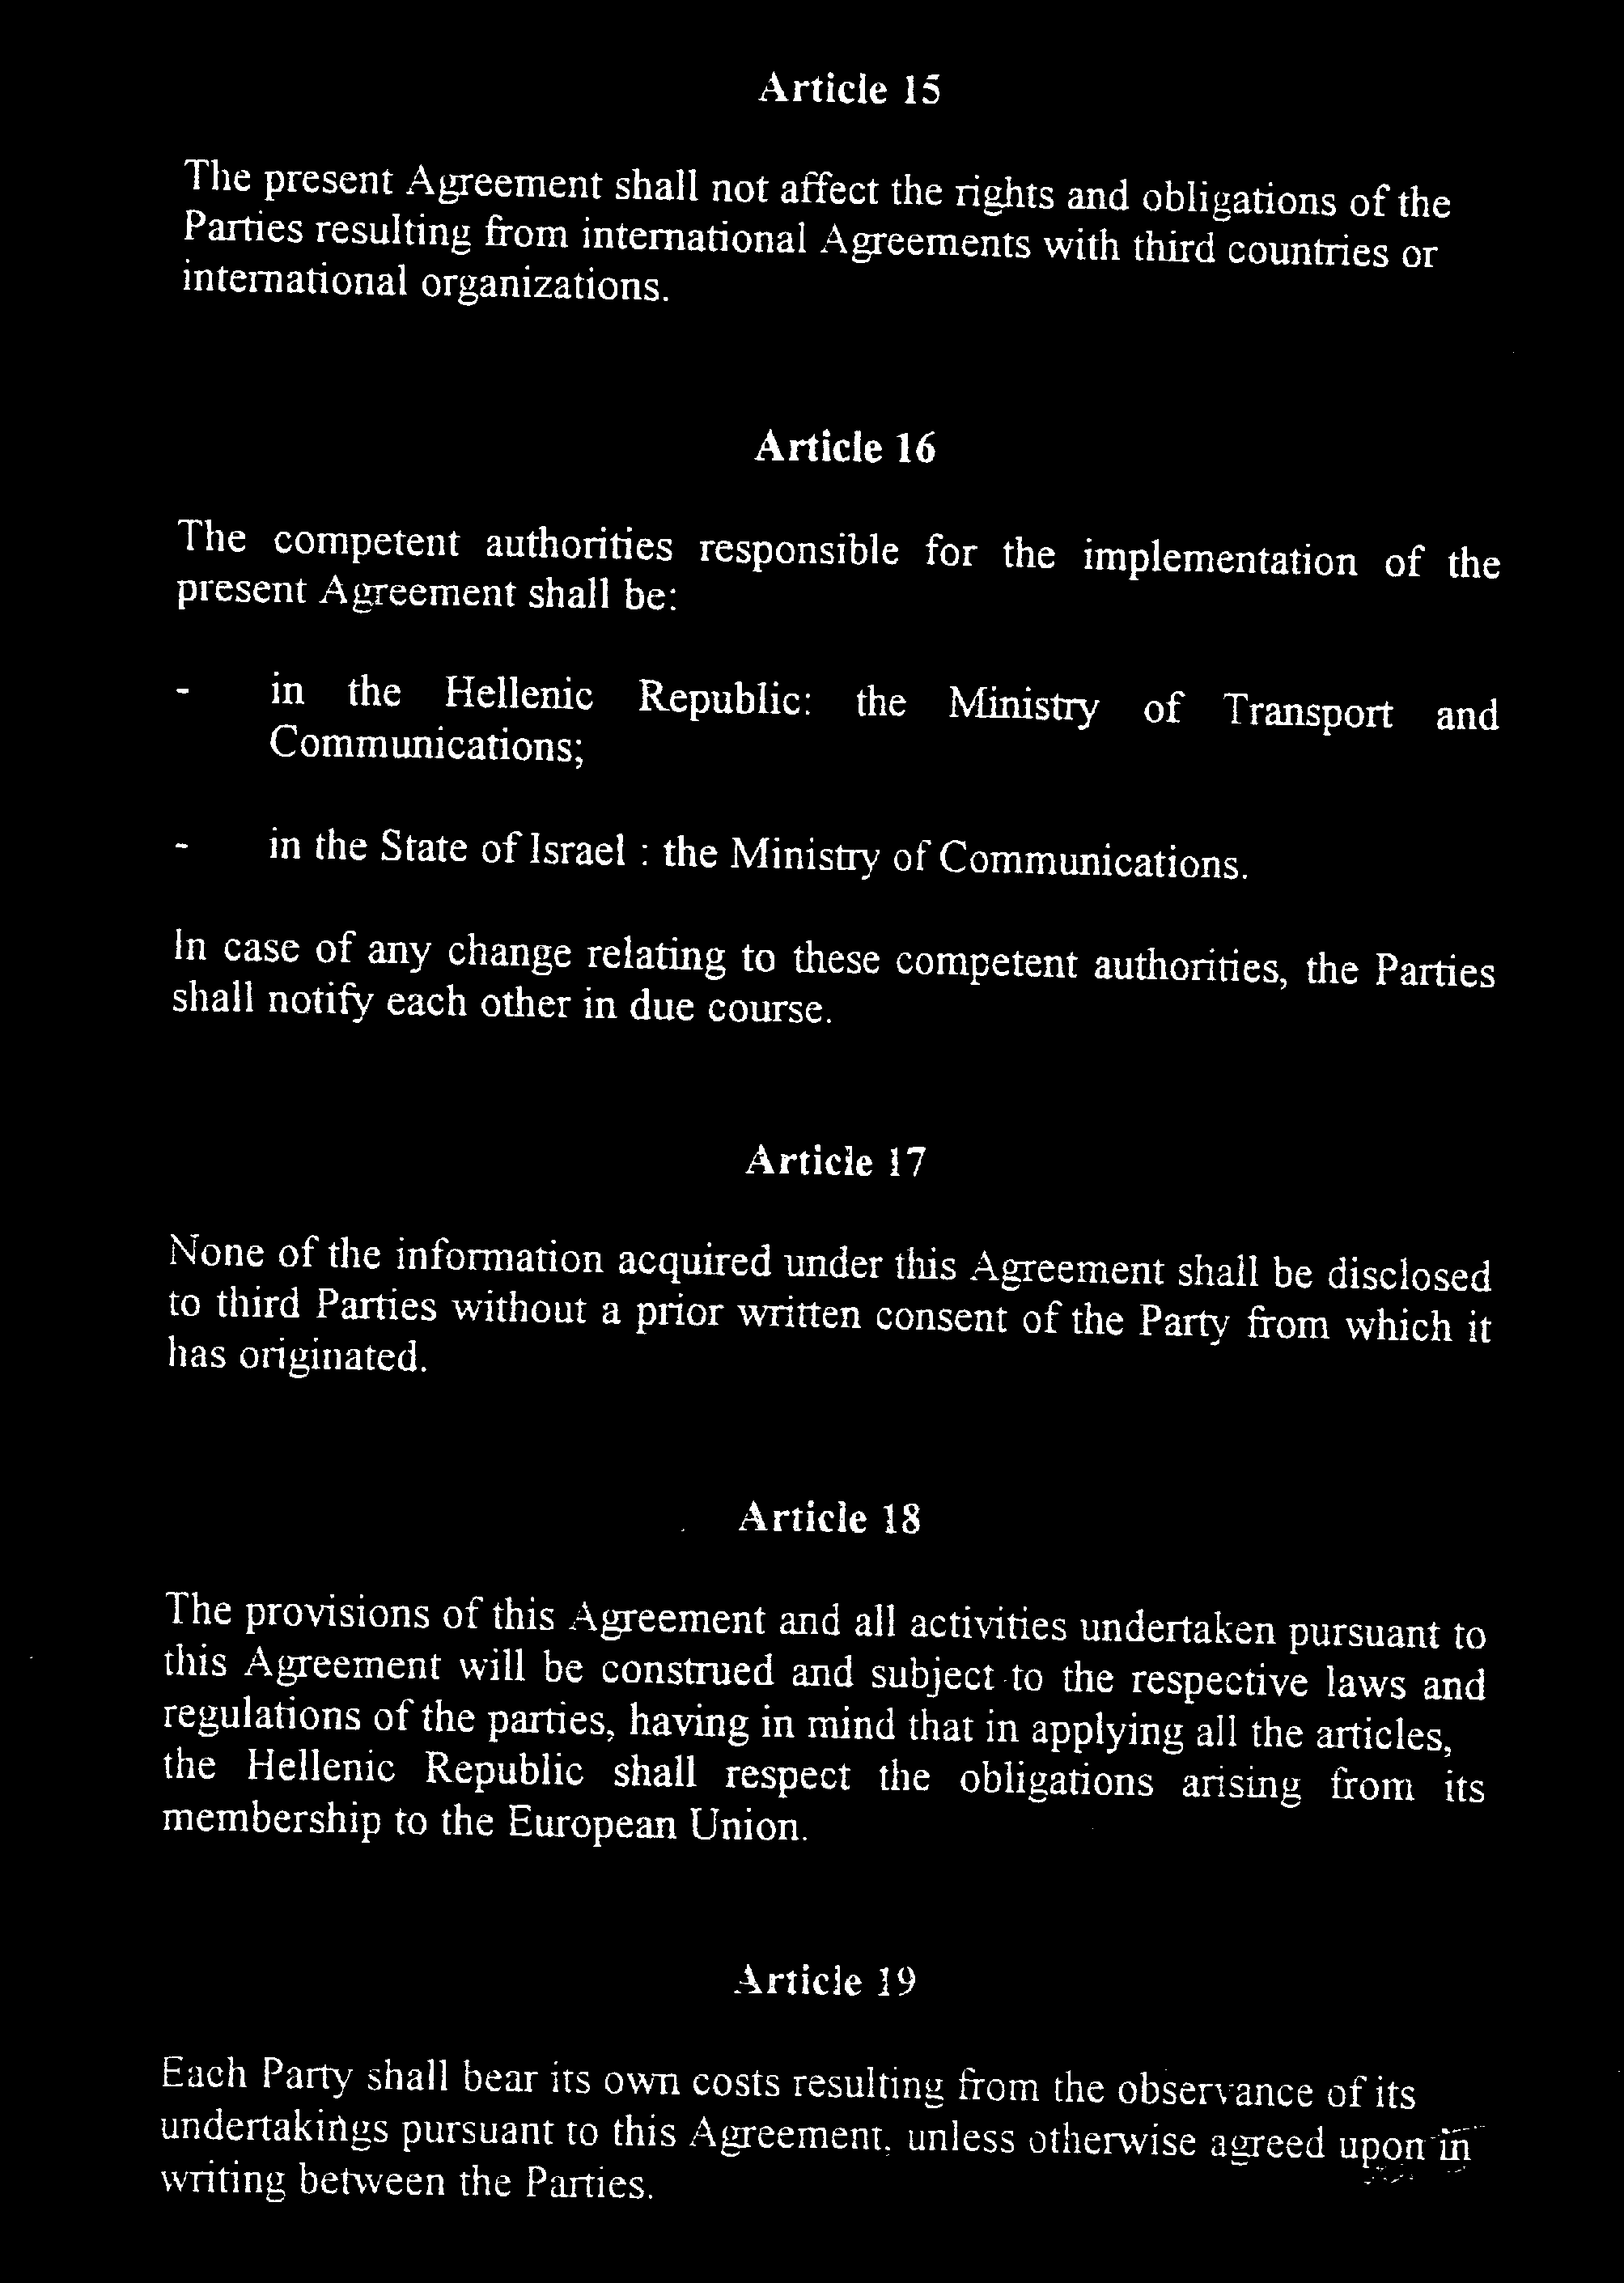 Article 15
The present Agreement shall not affect the rights and obligations of the
Parties resulting from international Agreements with third countries or
international organizations.
Article 16
The competent authorities responsible for the implementation of the
present Agreement shall be:
- in the Hellenic Republic: the Ministry of Transport and
Communications;
- in the State of Israel : the Ministry of Communications.
In case of any change relating to these competent authorities, the Parties
shall notify each other in due course.
Article 17
None of the information acquired under this Agreement shall be disclosed
to third Parties without a prior written consent of the Party from which it
has originated.
Article 18
The provisions of this Agreement and all activities undertaken pursuant to
this Agreement will be construed and subject to the respective laws and
regulations of the parties, having in mind that in applying all the articles,
the Hellenic Republic shall respect the obligations arising from its
membership to the European Union.
Article 19
Each Party shall bear its own costs resulting from the observance of its
undertakings pursuant to this Agreement, unless otherwise agreed upon in
writing between the Parties.